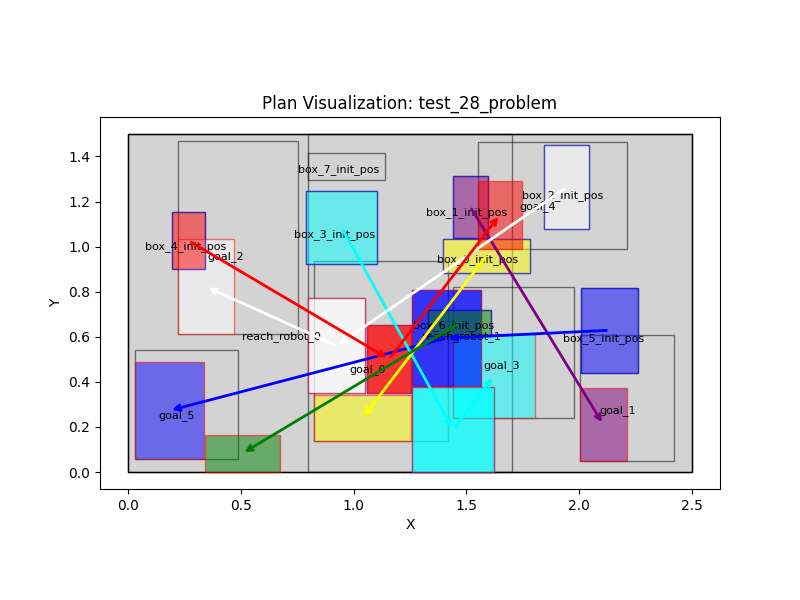 Plan Visualization: test_28_problem
box_7_init_pos
box_2_init_pos
goal_4
box_1_init_pos
box_3_init_pos
box_4_init_pos
goal_2
box_0_init_pos
box_6_init_pos
reach_robot_0
reach_robot_1
box_5_init_pos
goal_0
goal_3
goal_5
goal_1
Y
1.4
1.2
1.0
0.8
0.6
0.4
0.2
0.0
0.0 0.5 1.0 1.5 2.0 2.5
X